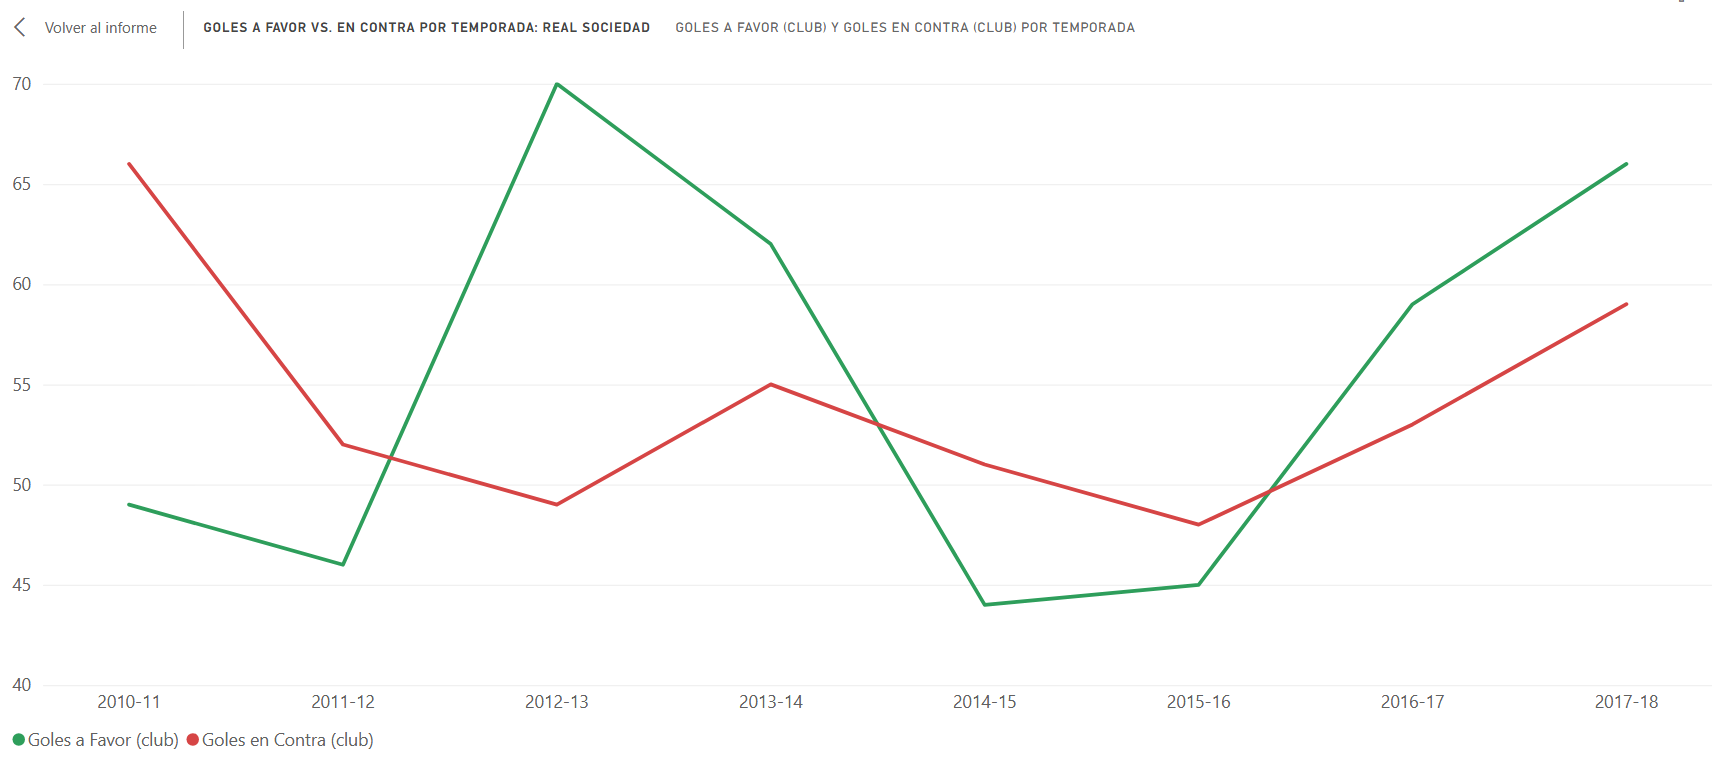 Volver al informe
GOLES A FAVOR VS. EN CONTRA POR TEMPORADA: REAL SOCIEDAD GOLES A FAVOR (CLUB) Y GOLES EN CONTRA (CLUB) POR TEMPORADA
70
65
60
55
50
45
40
2010-11 2011-12 2012-13 2013-14 2014-15 2015-16 2016-17 2017-18
Goles a Favor (club) Goles en Contra (club)